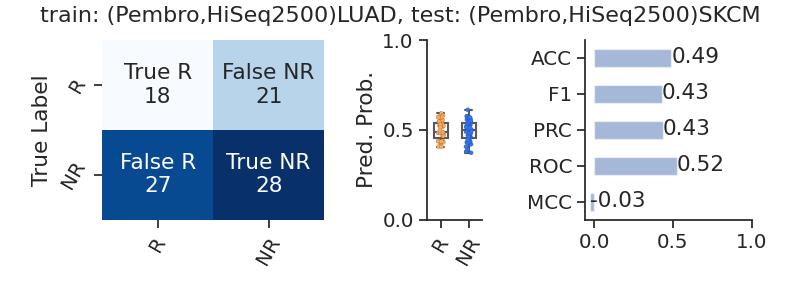 train: (Pembro,HiSeq2500)LUAD, test: (Pembro,HiSeq2500)SKCM
True Label
R
NR
True R
18
False NR
21
False R
27
True NR
28
R
NR
Pred. Prob.
1.0
0.5
0.0
R
NR
ACC
0.49
F1
0.43
PRC
0.43
ROC
0.52
MCC
-0.03
0.0
0.5
1.0